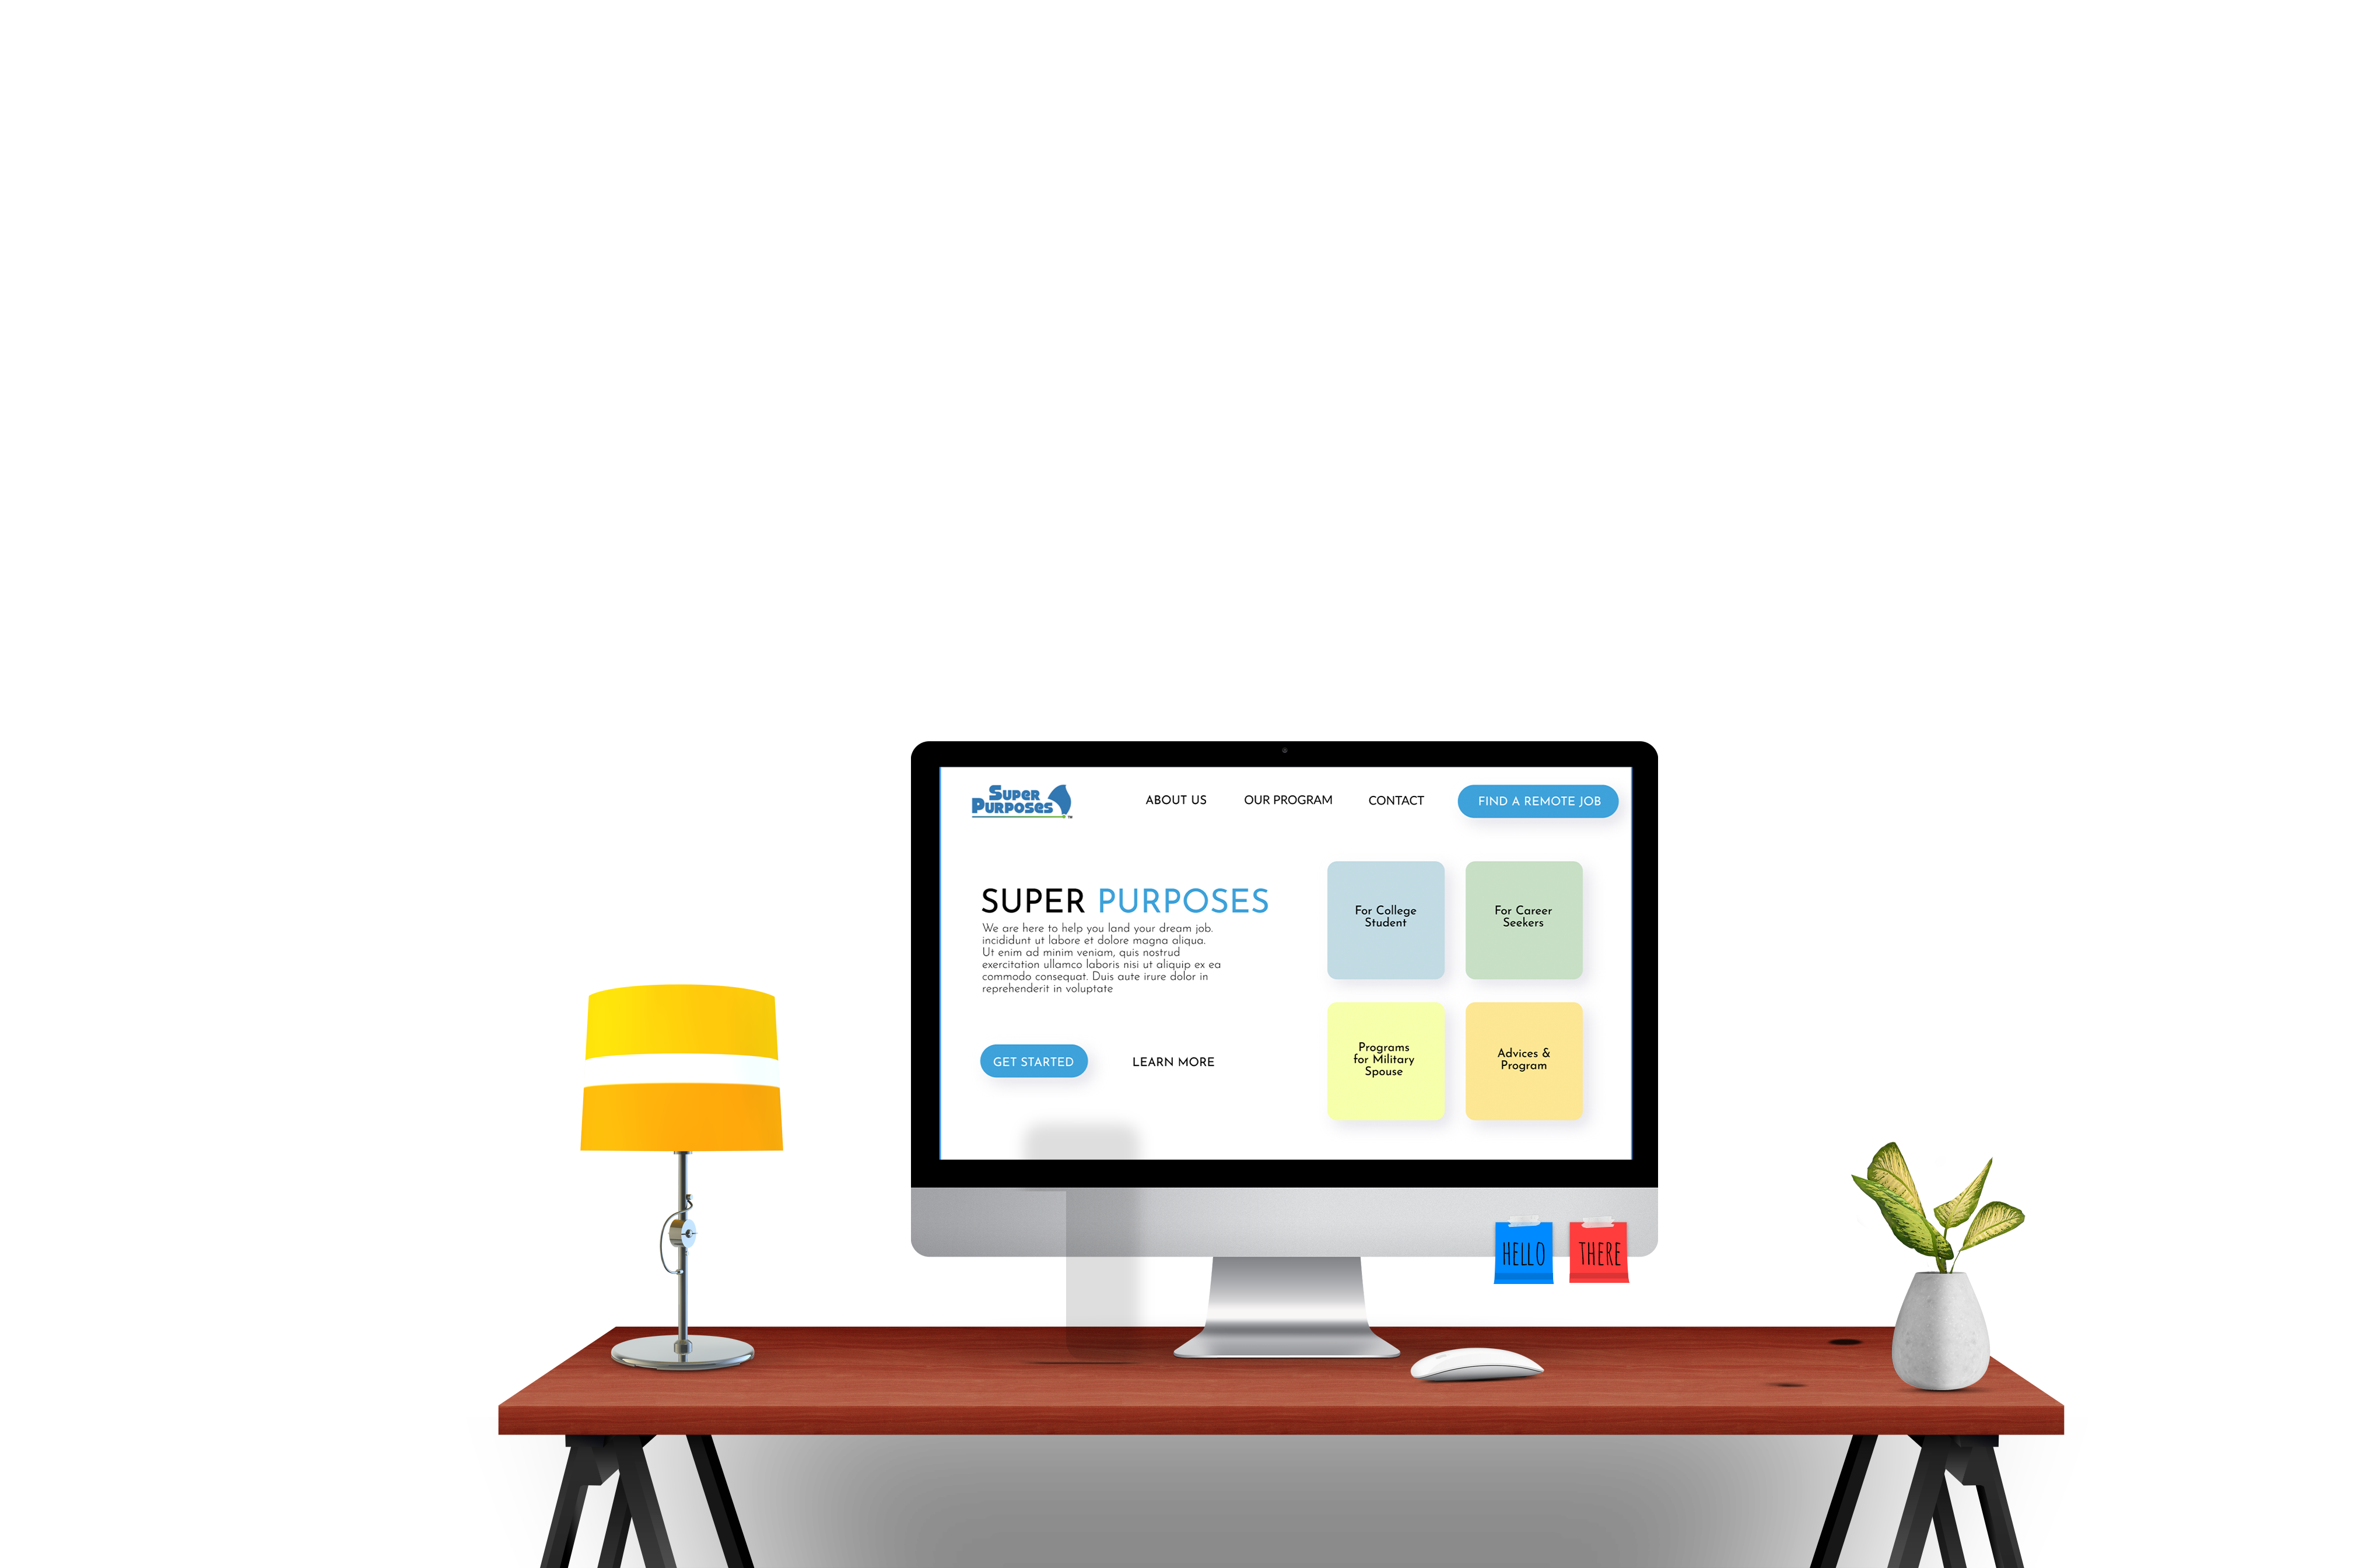 Super
Purposes™
ABOUT US
OUR PROGRAM
CONTACT
FIND A REMOTE JOB
SUPER PURPOSES
We are here to help you land your dream job.
incididunt ut labore et dolore magna aliqua.
Ut enim ad minim veniam, quis nostrud
exercitation ullamco laboris nisi ut aliquip ex ea
commodo consequat. Duis aute irure dolor in
reprehenderit in voluptate
GET STARTED
LEARN MORE
For College
Student
For Career
Seekers
Programs
for Military
Spouse
Advices &
Program
HELLO
THERE